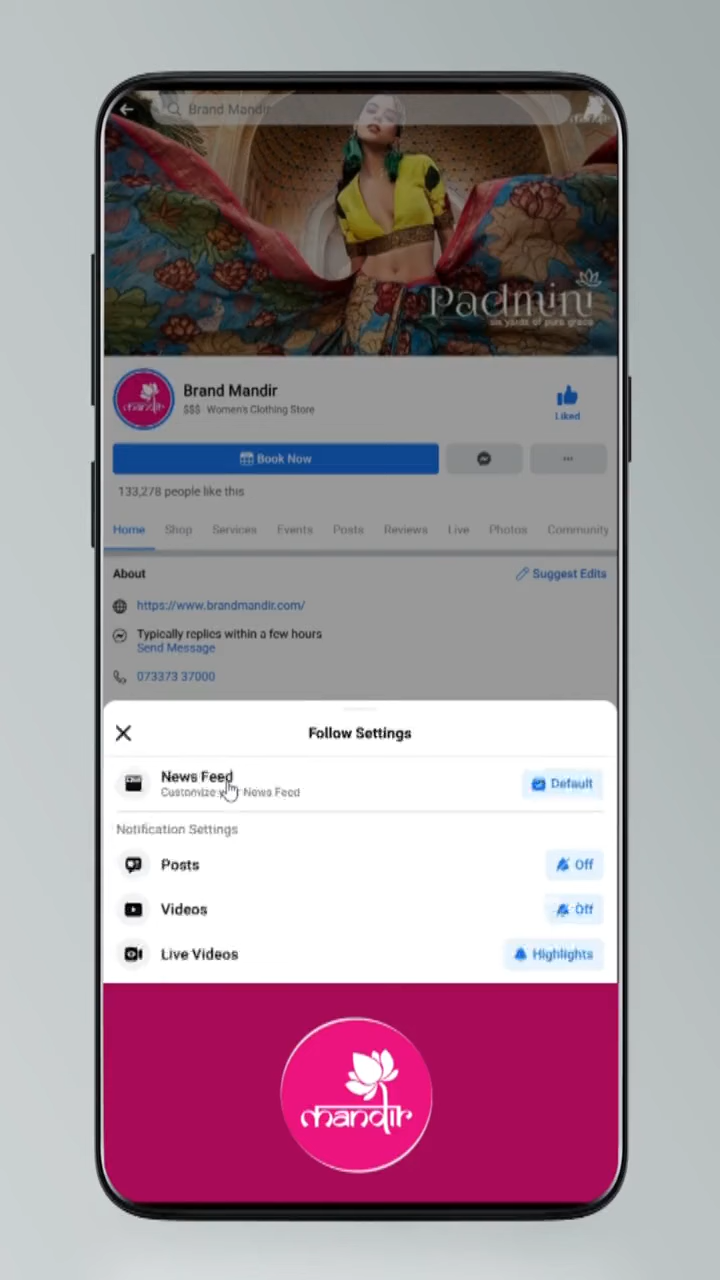 Brand Mandir
Padmini
six yards of pure grace
mandir
Brand Mandir
$$$ Women's Clothing Store
Liked
Book Now
133,278 people like this
Home Shop Services Events Posts Reviews Live Photos Community
About
Suggest Edits
https://www.brandmandir.com/
Typically replies within a few hours
Send Message
073373 37000
Follow Settings
News Feed
Customize your News Feed
Default
Notification Settings
Posts
Off
Videos
Off
Live Videos
Highlights
mandir